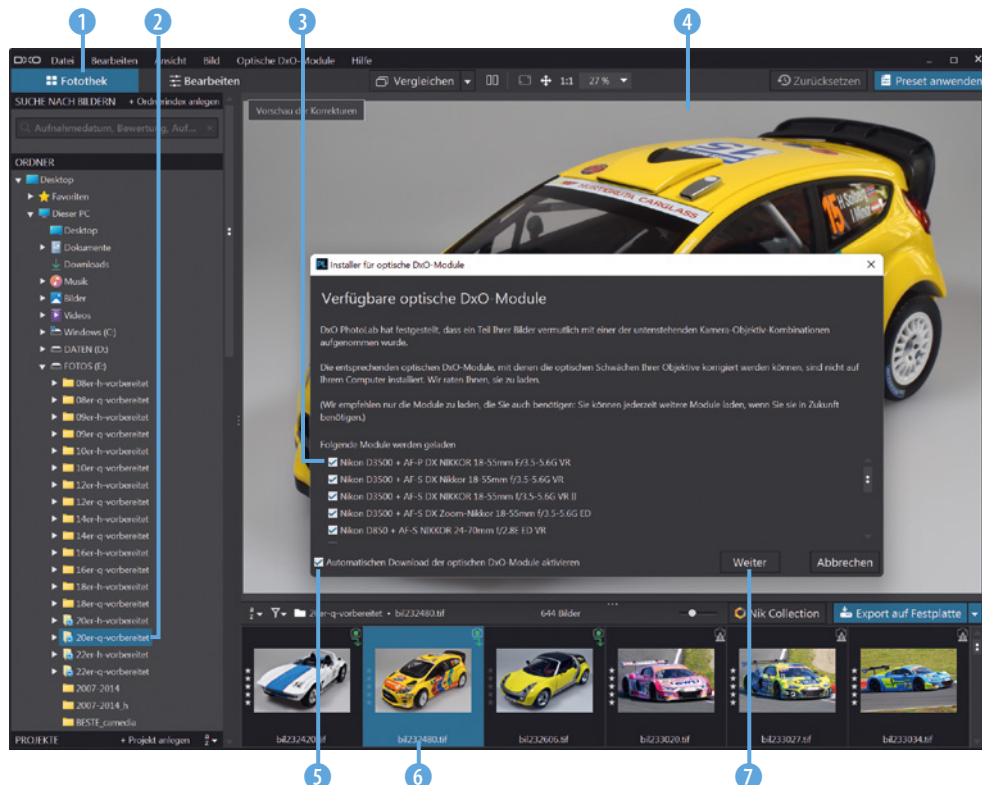 1 2 3 4
DXO Datei Bearbeiten Ansicht Bild Optische DxO-Module Hilfe
Fotothek Bearbeiten Vergleichen 1:1 27 % Zurücksetzen Preset anwenden
SUCHE NACH BILDERN + Ordnerindex anlegen
Aufnahmedatum, Bewertung, Auf...
Vorschau der Korrekturen
ORDNER
Desktop
Favoriten
Dieser PC
Desktop
Dokumente
Downloads
Musik
Bilder
Videos
Windows (C:)
DATEN (D:)
FOTOS (E:)
08er-h-vorbereitet
08er-q-vorbereitet
09er-h-vorbereitet
09er-q-vorbereitet
10er-h-vorbereitet
10er-q-vorbereitet
12er-h-vorbereitet
12er-q-vorbereitet
14er-h-vorbereitet
14er-q-vorbereitet
16er-h-vorbereitet
16er-q-vorbereitet
18er-h-vorbereitet
18er-q-vorbereitet
20er-h-vorbereitet
20er-q-vorbereitet
22er-h-vorbereitet
22er-q-vorbereitet
2007-2014
2007-2014_h
BESTE_camedia
PROJEKTE + Projekt anlegen
CARGLASS
15 H Solberg
Installer für optische DxO-Module
Verfügbare optische DxO-Module
DxO PhotoLab hat festgestellt, dass ein Teil Ihrer Bilder vermutlich mit einer der untenstehenden Kamera-Objektiv-Kombinationen
aufgenommen wurde.
Die entsprechenden optischen DxO-Module, mit denen die optischen Schwächen Ihrer Objektive korrigiert werden können, sind nicht auf
Ihrem Computer installiert. Wir raten Ihnen, sie zu laden.
(Wir empfehlen nur die Module zu laden, die Sie auch benötigen: Sie können jederzeit weitere Module laden, wenn Sie sie in Zukunft
benötigen.)
Folgende Module werden geladen
Nikon D3500 + AF-P DX NIKKOR 18-55mm F/3.5-5.6G VR
Nikon D3500 + AF-S DX Nikkor 18-55mm f/3.5-5.6G VR
Nikon D3500 + AF-S DX NIKKOR 18-55mm f/3.5-5.6G VR II
Nikon D3500 + AF-S DX Zoom-Nikkor 18-55mm f/3.5-5.6G ED
Nikon D850 + AF-S NIKKOR 24-70mm f/2.8E ED VR
Automatischen Download der optischen DxO-Module aktivieren
Weiter Abbrechen
20er-q-vorbereitet • bil232480.tif 644 Bilder Nik Collection Export auf Festplatte
bil232420.tif bil232480.tif bil232606.tif bil233020.tif bil233027.tif bil233034.tif
5 6 7